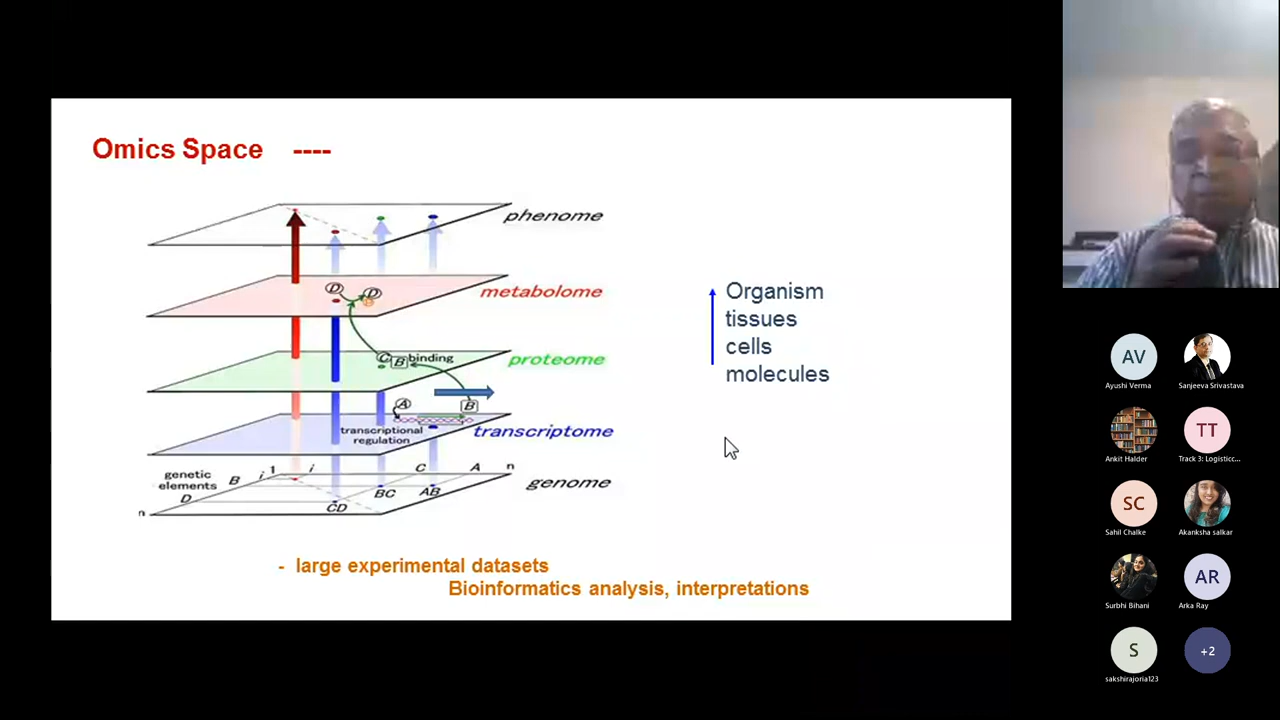 Omics Space ----
phenome
D
D
metabolome
C B binding
proteome
A
B
transcriptional
regulation
transcriptome
genetic
elements
B
i
1
i
C
A
n
D
BC
AB
CD
n
genome
Organism
tissues
cells
molecules
- large experimental datasets
Bioinformatics analysis, interpretations
AV
Ayushi Verma
Sanjeeva Srivastava
Ankit Halder
TT
Track 3: Logisticc...
SC
Sahil Chalke
Akanksha salkar
Surbhi Bihani
AR
Arka Ray
S
sakshirajoria123
+2